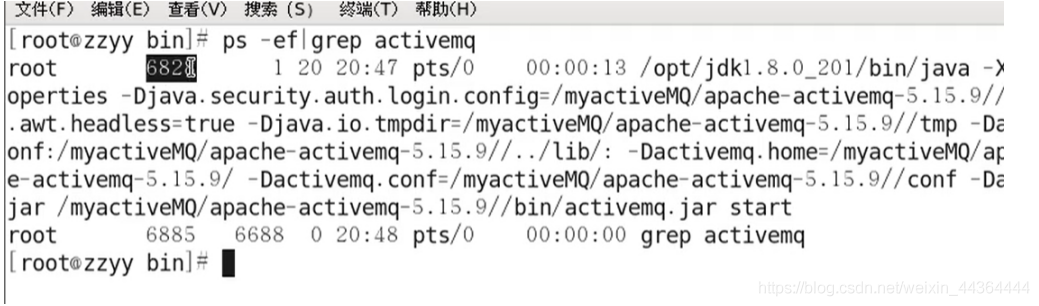 文件(F) 编辑(E) 查看(V) 搜索 (S) 终端(T) 帮助(H)
[root@zzyy bin]# ps -ef|grep activemq
root 682 1 20 20:47 pts/0 00:00:13 /opt/jdk1.8.0_201/bin/java -X
operties -Djava.security.auth.login.config=/myactiveMQ/apache-activemq-5.15.9//
.awt.headless=true -Djava.io.tmpdir=/myactiveMQ/apache-activemq-5.15.9//tmp -Da
onf:/myactiveMQ/apache-activemq-5.15.9//../lib/: -Dactivemq.home=/myactiveMQ/ap
e-activemq-5.15.9/ -Dactivemq.conf=/myactiveMQ/apache-activemq-5.15.9//conf -Da
jar /myactiveMQ/apache-activemq-5.15.9//bin/activemq.jar start
root 6885 6688 0 20:48 pts/0 00:00:00 grep activemq
[root@zzyy bin]#
https://blog.csdn.net/weixin_44364444